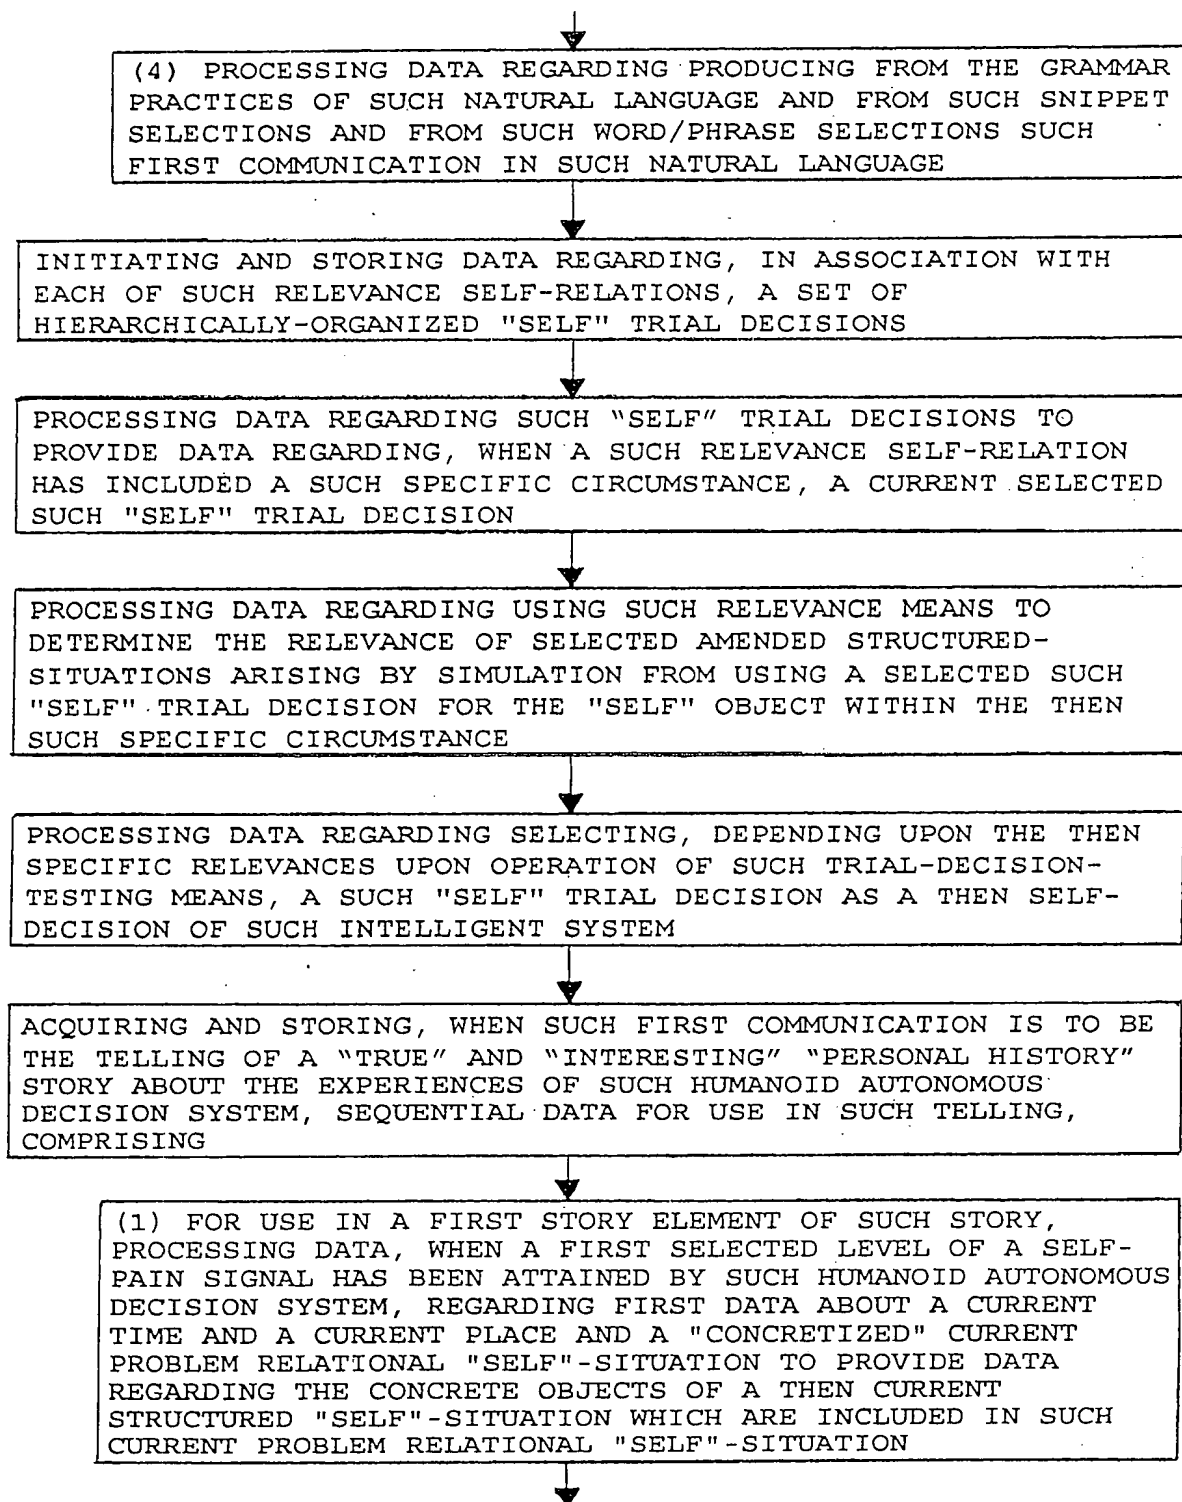 (4) PROCESSING DATA REGARDING PRODUCING FROM THE GRAMMAR
PRACTICES OF SUCH NATURAL LANGUAGE AND FROM SUCH SNIPPET
SELECTIONS AND FROM SUCH WORD/PHRASE SELECTIONS SUCH
FIRST COMMUNICATION IN SUCH NATURAL LANGUAGE
INITIATING AND STORING DATA REGARDING, IN ASSOCIATION WITH
EACH OF SUCH RELEVANCE SELF-RELATIONS, A SET OF
HIERARCHICALLY-ORGANIZED "SELF" TRIAL DECISIONS
PROCESSING DATA REGARDING SUCH "SELF" TRIAL DECISIONS TO
PROVIDE DATA REGARDING, WHEN A SUCH RELEVANCE SELF-RELATION
HAS INCLUDED A SUCH SPECIFIC CIRCUMSTANCE, A CURRENT SELECTED
SUCH "SELF" TRIAL DECISION
PROCESSING DATA REGARDING USING SUCH RELEVANCE MEANS TO
DETERMINE THE RELEVANCE OF SELECTED AMENDED STRUCTURED-
SITUATIONS ARISING BY SIMULATION FROM USING A SELECTED SUCH
"SELF" TRIAL DECISION FOR THE "SELF" OBJECT WITHIN THE THEN
SUCH SPECIFIC CIRCUMSTANCE
PROCESSING DATA REGARDING SELECTING, DEPENDING UPON THE THEN
SPECIFIC RELEVANCES UPON OPERATION OF SUCH TRIAL-DECISION-
TESTING MEANS, A SUCH "SELF" TRIAL DECISION AS A THEN SELF-
DECISION OF SUCH INTELLIGENT SYSTEM
ACQUIRING AND STORING, WHEN SUCH FIRST COMMUNICATION IS TO BE
THE TELLING OF A "TRUE" AND "INTERESTING" "PERSONAL HISTORY"
STORY ABOUT THE EXPERIENCES OF SUCH HUMANOID AUTONOMOUS
DECISION SYSTEM, SEQUENTIAL DATA FOR USE IN SUCH TELLING,
COMPRISING
(1) FOR USE IN A FIRST STORY ELEMENT OF SUCH STORY,
PROCESSING DATA, WHEN A FIRST SELECTED LEVEL OF A SELF-
PAIN SIGNAL HAS BEEN ATTAINED BY SUCH HUMANOID AUTONOMOUS
DECISION SYSTEM, REGARDING FIRST DATA ABOUT A CURRENT
TIME AND A CURRENT PLACE AND A "CONCRETIZED" CURRENT
PROBLEM RELATIONAL "SELF"-SITUATION TO PROVIDE DATA
REGARDING THE CONCRETE OBJECTS OF A THEN CURRENT
STRUCTURED "SELF"-SITUATION WHICH ARE INCLUDED IN SUCH
CURRENT PROBLEM RELATIONAL "SELF"-SITUATION